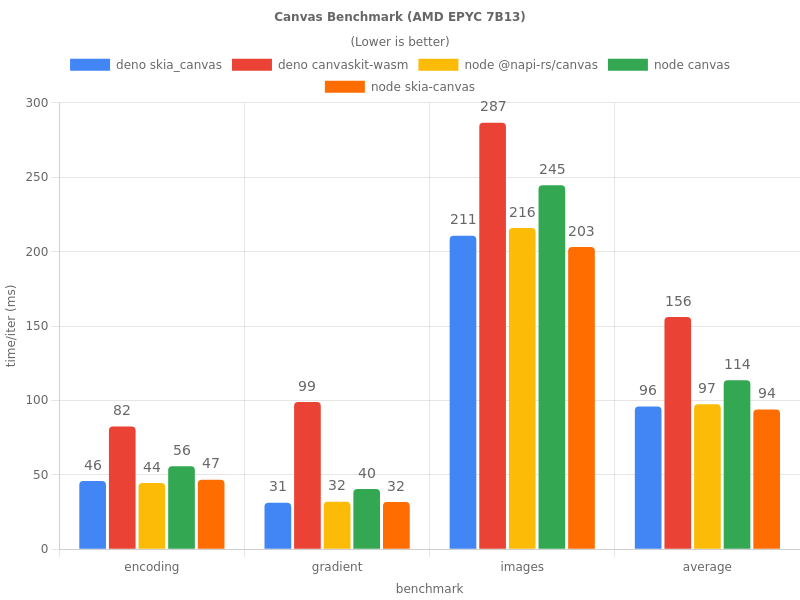 Canvas Benchmark (AMD EPYC 7B13)
(Lower is better)
deno skia_canvas deno canvaskit-wasm node @napi-rs/canvas node canvas
node skia-canvas
300
287
250
245
216
211
203
200
time/iter (ms)
156
150
114
100
99
96 97 94
82
56
50
46 44 47
40
31 32 32
0
encoding gradient images average
benchmark